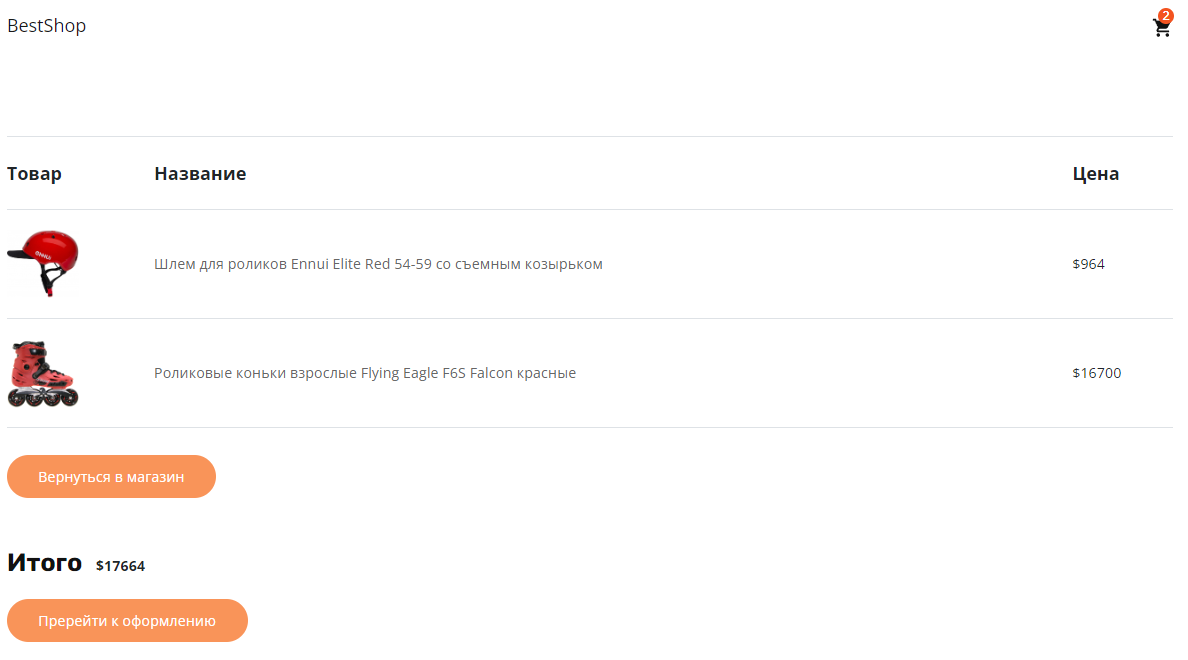 BestShop
2
Товар Название Цена
Шлем для роликов Ennui Elite Red 54-59 со съемным козырьком $964
Роликовые коньки взрослые Flying Eagle F6S Falcon красные $16700
Вернуться в магазин
Итого $17664
Пререйти к оформлению